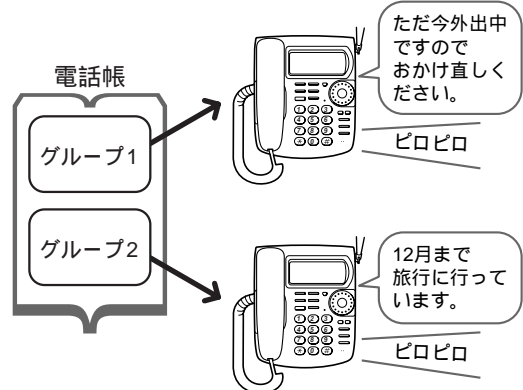 電話帳
グループ1
グループ2
ただ今外出中
ですので
おかけ直しく
ださい。
ピロピロ
12月まで
旅行に行って
います。
ピロピロ